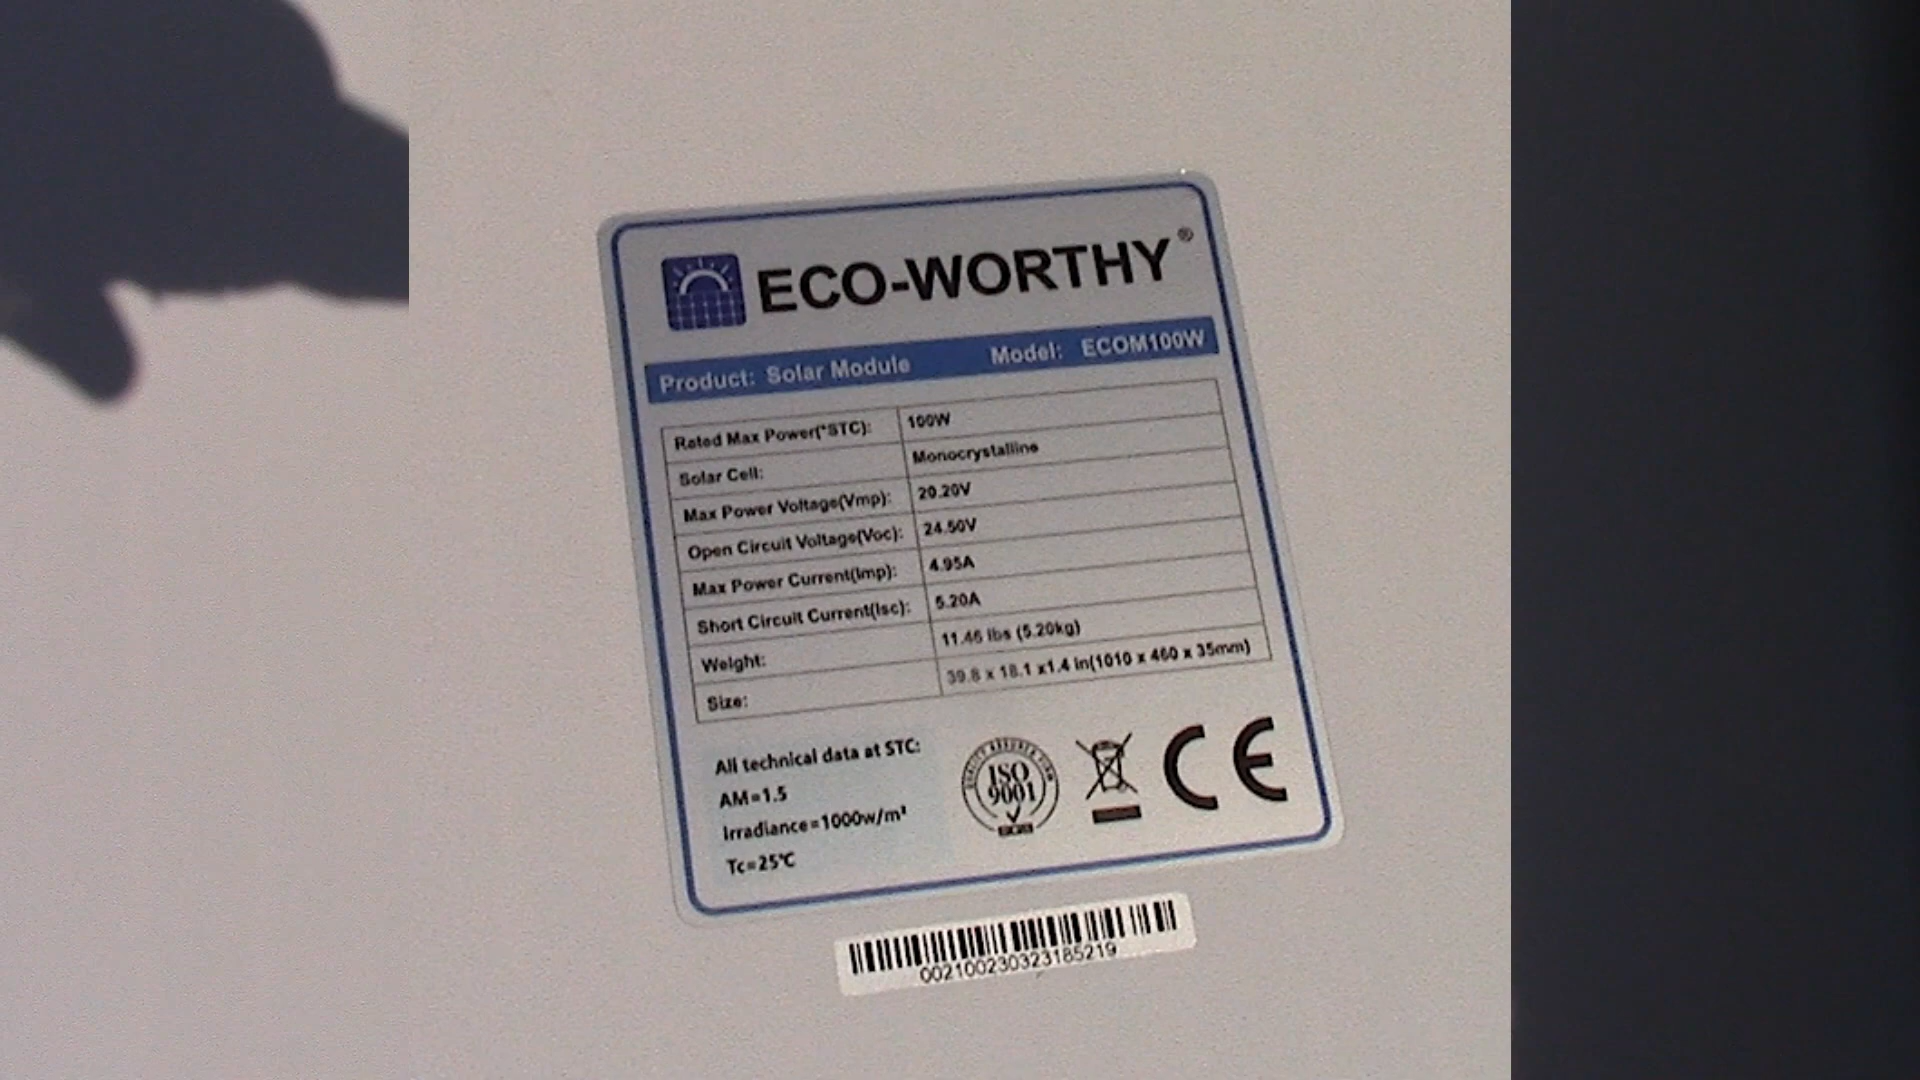 ECO-WORTHY®
Product: Solar Module Model: ECOM100W
Rated Max Power(*STC): 100W
Solar Cell: Monocrystalline
Max Power Voltage(Vmp): 20.20V
Open Circuit Voltage(Voc): 24.50V
Max Power Current(Imp): 4.95A
Short Circuit Current(Isc): 5.20A
Weight: 11.46 lbs (5.20kg)
Size: 39.8 x 18.1 x1.4 in(1010 x 460 x 35mm)
All technical data at STC:
AM=1.5
Irradiance=1000w/m²
Tc=25℃
QUALITY ASSURED FIRM
ISO
9001
CE
002100230323185219